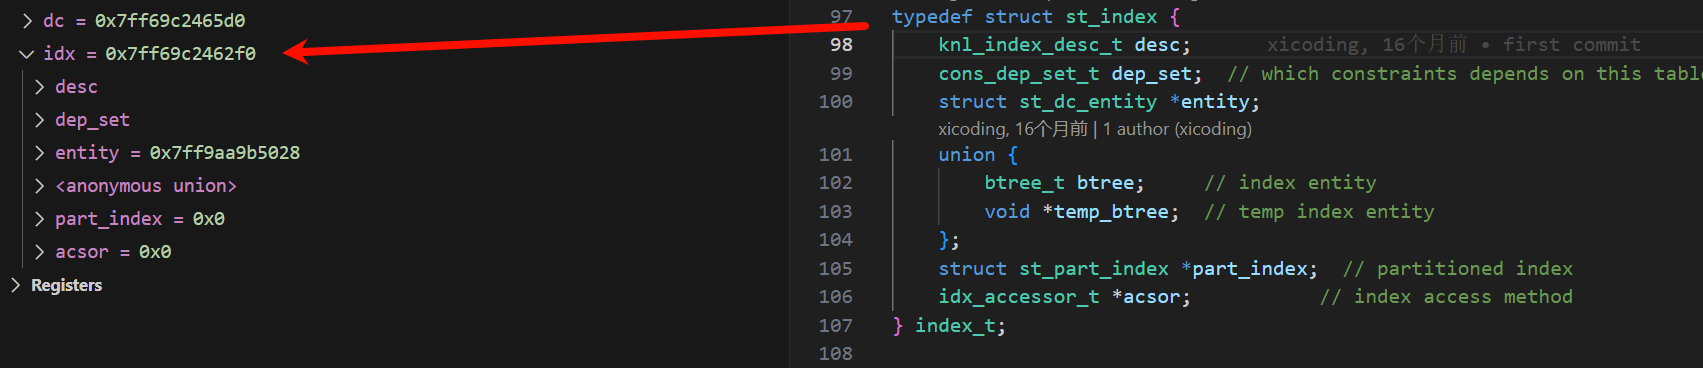 dc = 0x7ff69c2465d0
idx = 0x7ff69c2462f0
desc
dep_set
entity = 0x7ff9aa9b5028
<anonymous union>
part_index = 0x0
acsor = 0x0
Registers
97 typedef struct st_index {
98 knl_index_desc_t desc; xicoding, 16个月前 • first commit
99 cons_dep_set_t dep_set; // which constraints depends on this tabl
100 struct st_dc_entity *entity;
xicoding, 16个月前 | 1 author (xicoding)
101 union {
102 btree_t btree; // index entity
103 void *temp_btree; // temp index entity
104 };
105 struct st_part_index *part_index; // partitioned index
106 idx_accessor_t *acsor; // index access method
107 } index_t;
108